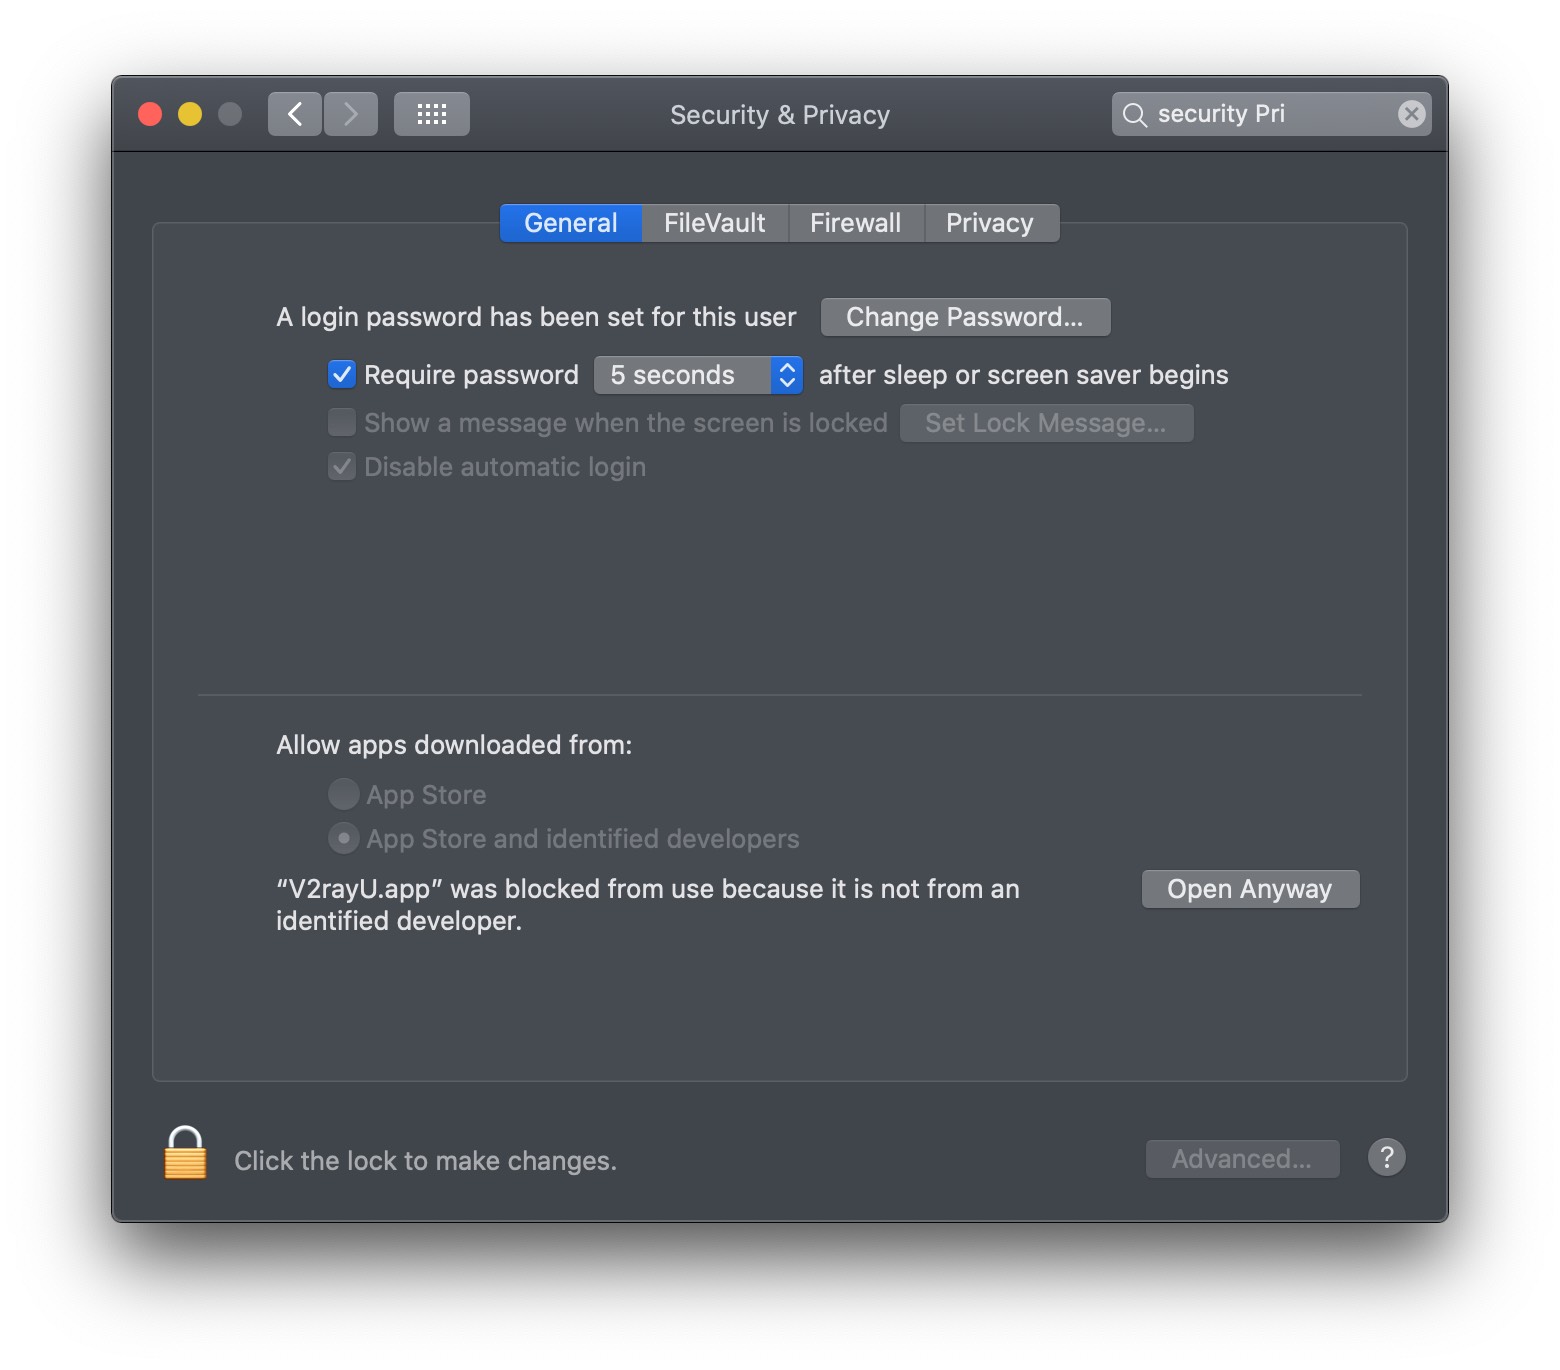 Security & Privacy
security Pri
General
FileVault
Firewall
Privacy
A login password has been set for this user
Change Password...
Require password
5 seconds
after sleep or screen saver begins
Show a message when the screen is locked
Set Lock Message...
Disable automatic login
Allow apps downloaded from:
App Store
App Store and identified developers
“V2rayU.app” was blocked from use because it is not from an
identified developer.
Open Anyway
Click the lock to make changes.
Advanced...
?